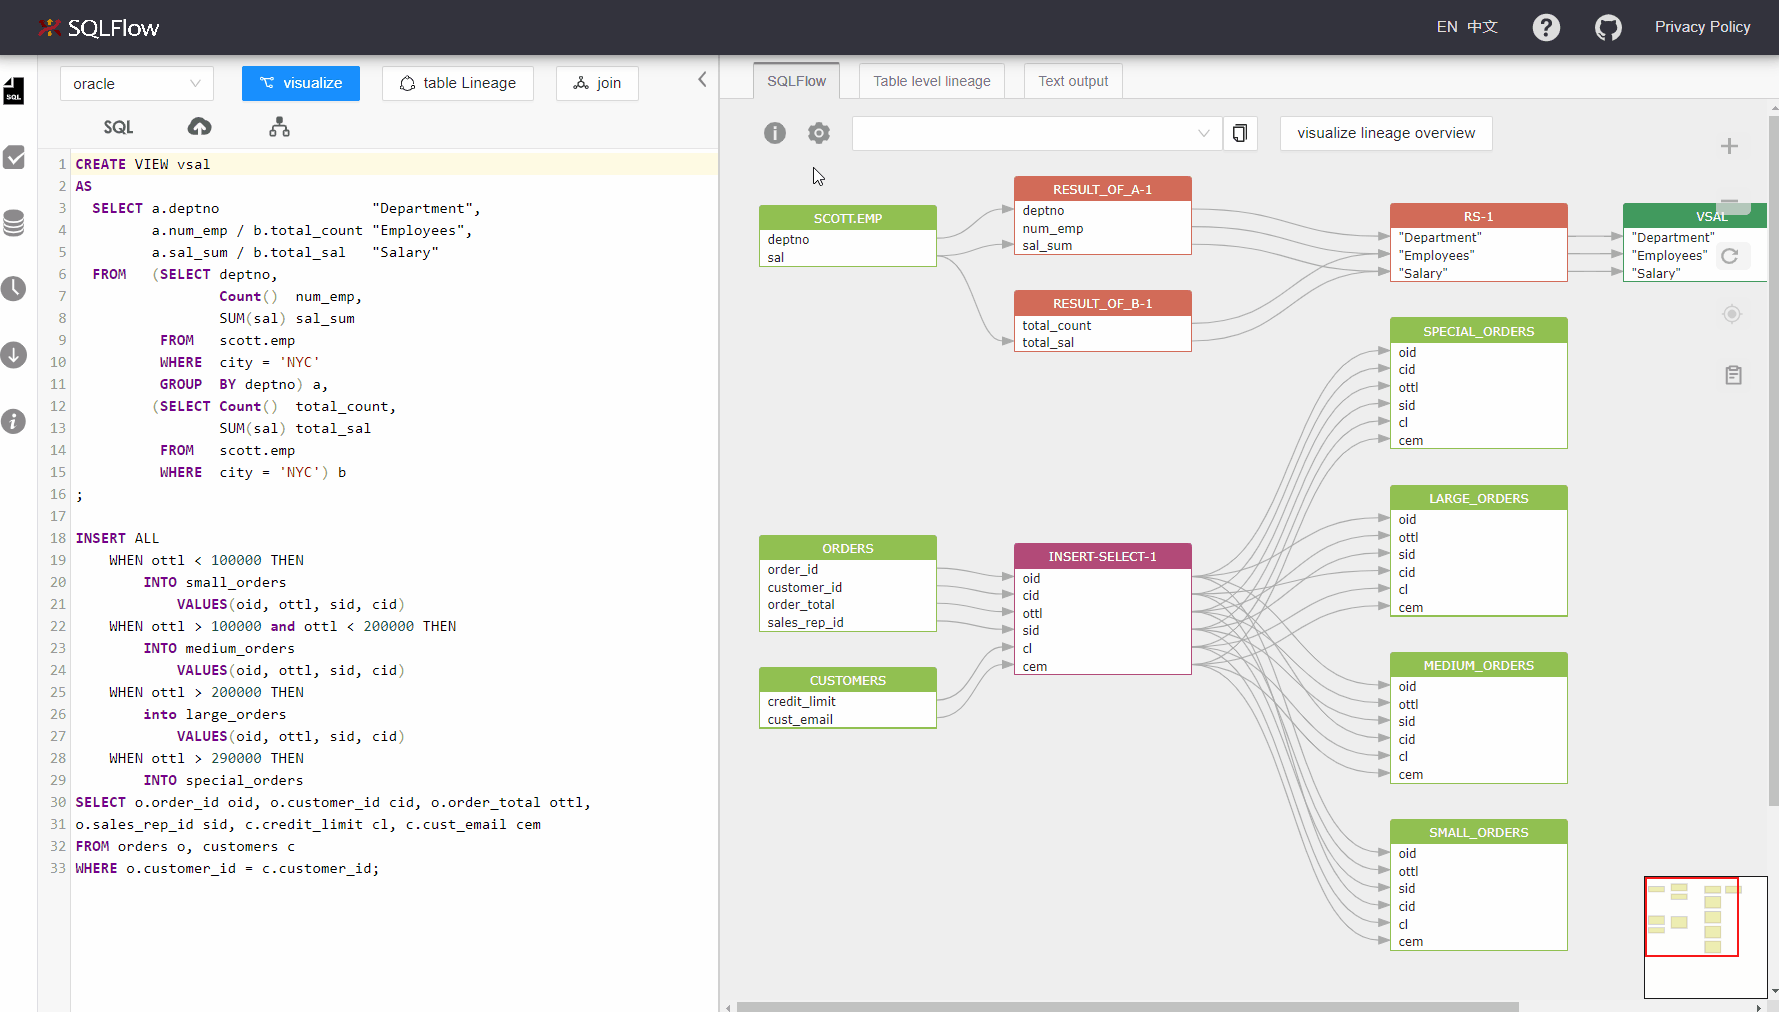 SQLFlow
EN 中文
?
Privacy Policy
SQL
oracle
visualize
table Lineage
join
SQL
1 CREATE VIEW vsal
2 AS
3 SELECT a.deptno "Department",
4 a.num_emp / b.total_count "Employees",
5 a.sal_sum / b.total_sal "Salary"
6 FROM (SELECT deptno,
7 Count() num_emp,
8 SUM(sal) sal_sum
9 FROM scott.emp
10 WHERE city = 'NYC'
11 GROUP BY deptno) a,
12 (SELECT Count() total_count,
13 SUM(sal) total_sal
14 FROM scott.emp
15 WHERE city = 'NYC') b
16 ;
17
18 INSERT ALL
19 WHEN ottl < 100000 THEN
20 INTO small_orders
21 VALUES(oid, ottl, sid, cid)
22 WHEN ottl > 100000 and ottl < 200000 THEN
23 INTO medium_orders
24 VALUES(oid, ottl, sid, cid)
25 WHEN ottl > 200000 THEN
26 into large_orders
27 VALUES(oid, ottl, sid, cid)
28 WHEN ottl > 290000 THEN
29 INTO special_orders
30 SELECT o.order_id oid, o.customer_id cid, o.order_total ottl,
31 o.sales_rep_id sid, c.credit_limit cl, c.cust_email cem
32 FROM orders o, customers c
33 WHERE o.customer_id = c.customer_id;
SQLFlow
Table level lineage
Text output
visualize lineage overview
SCOTT.EMP
deptno
sal
RESULT_OF_A-1
deptno
num_emp
sal_sum
RESULT_OF_B-1
total_count
total_sal
RS-1
"Department"
"Employees"
"Salary"
VSAL
"Department"
"Employees"
"Salary"
ORDERS
order_id
customer_id
order_total
sales_rep_id
CUSTOMERS
credit_limit
cust_email
INSERT-SELECT-1
oid
cid
ottl
sid
cl
cem
SPECIAL_ORDERS
oid
cid
ottl
sid
cl
cem
LARGE_ORDERS
oid
ottl
sid
cid
cl
cem
MEDIUM_ORDERS
oid
ottl
sid
cid
cl
cem
SMALL_ORDERS
oid
ottl
sid
cid
cl
cem